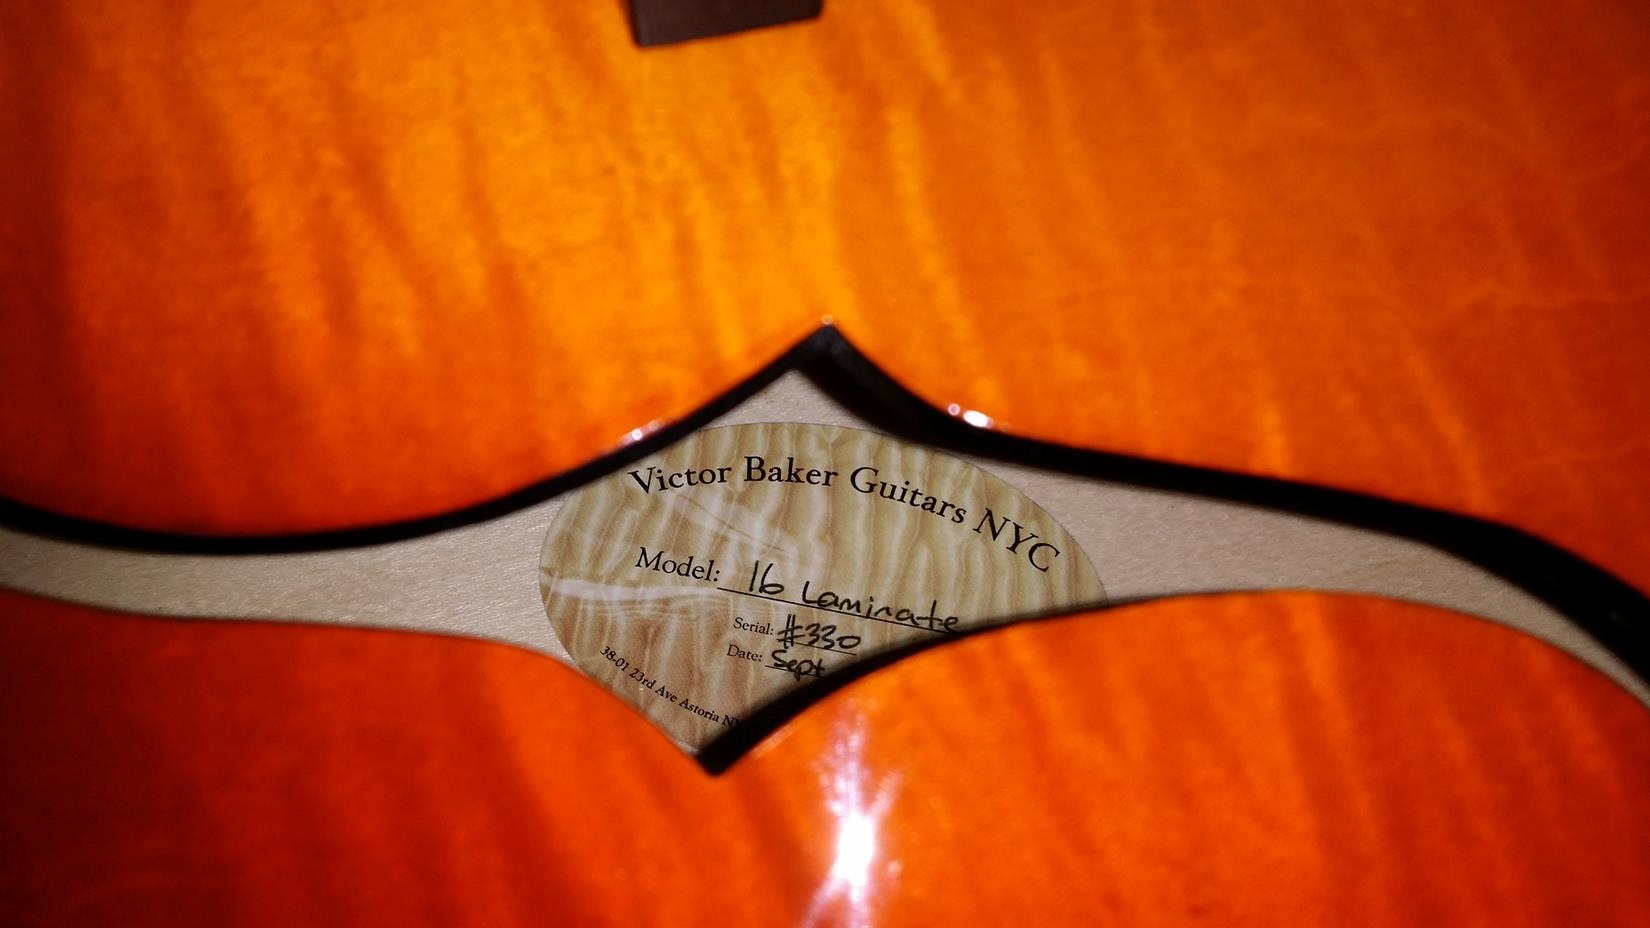 Victor Baker Guitars NYC
Model: 16 Laminate
Serial: #330
Date: Sept
38-01 23rd Ave Astoria